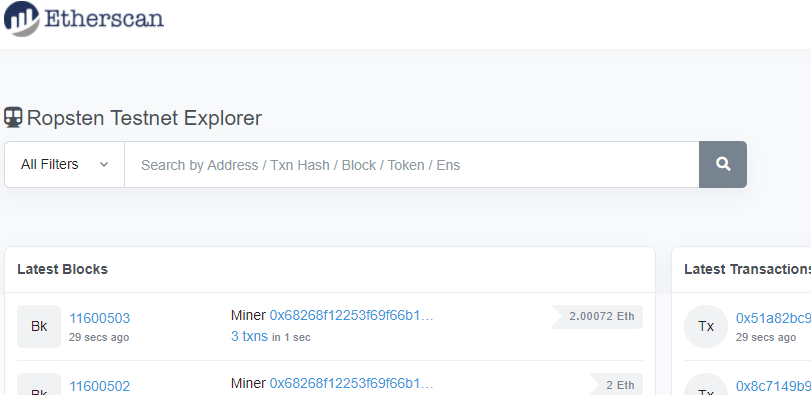 Etherscan
Ropsten Testnet Explorer
All Filters
Search by Address / Txn Hash / Block / Token / Ens
Latest Blocks
Bk
11600503
29 secs ago
Miner 0x68268f12253f69f66b1...
3 txns in 1 sec
2.00072 Eth
Bk
11600502
Miner 0x68268f12253f69f66b1...
2 Eth
Latest Transactions
Tx
0x51a82bc9
29 secs ago
Tx
0x8c7149b9